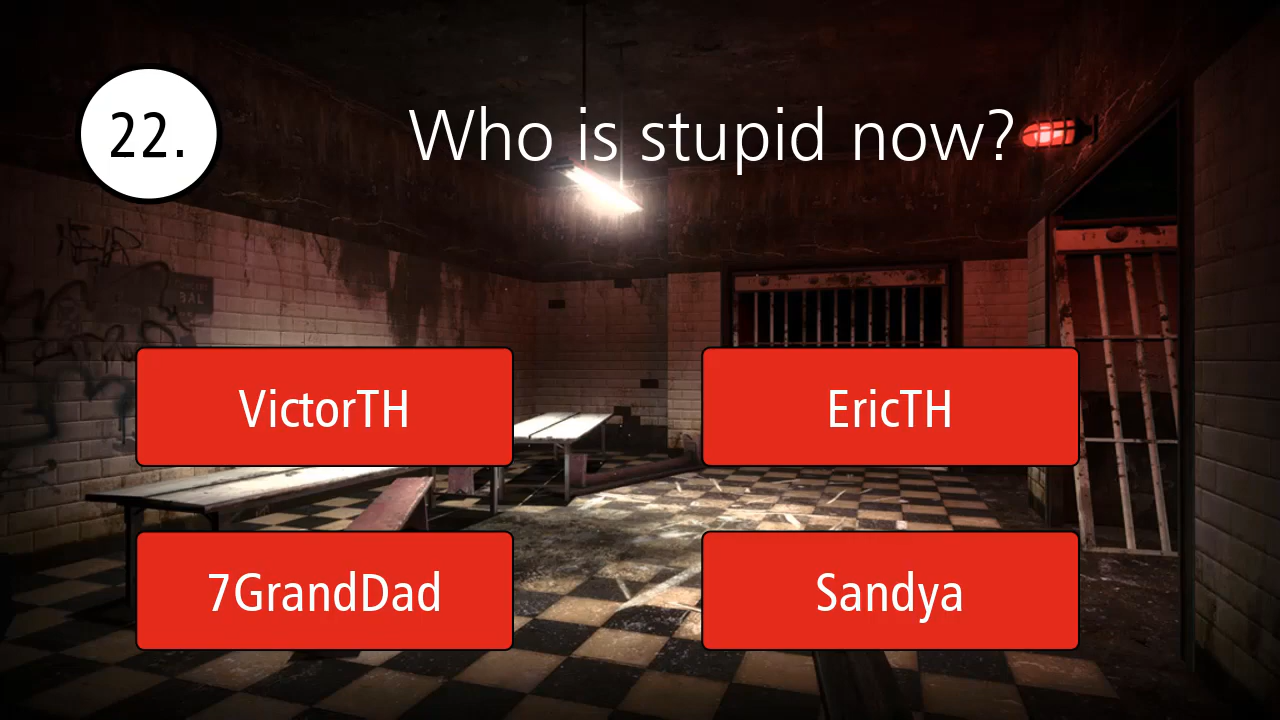 22.
Who is stupid now?
VictorTH
EricTH
7GrandDad
Sandya